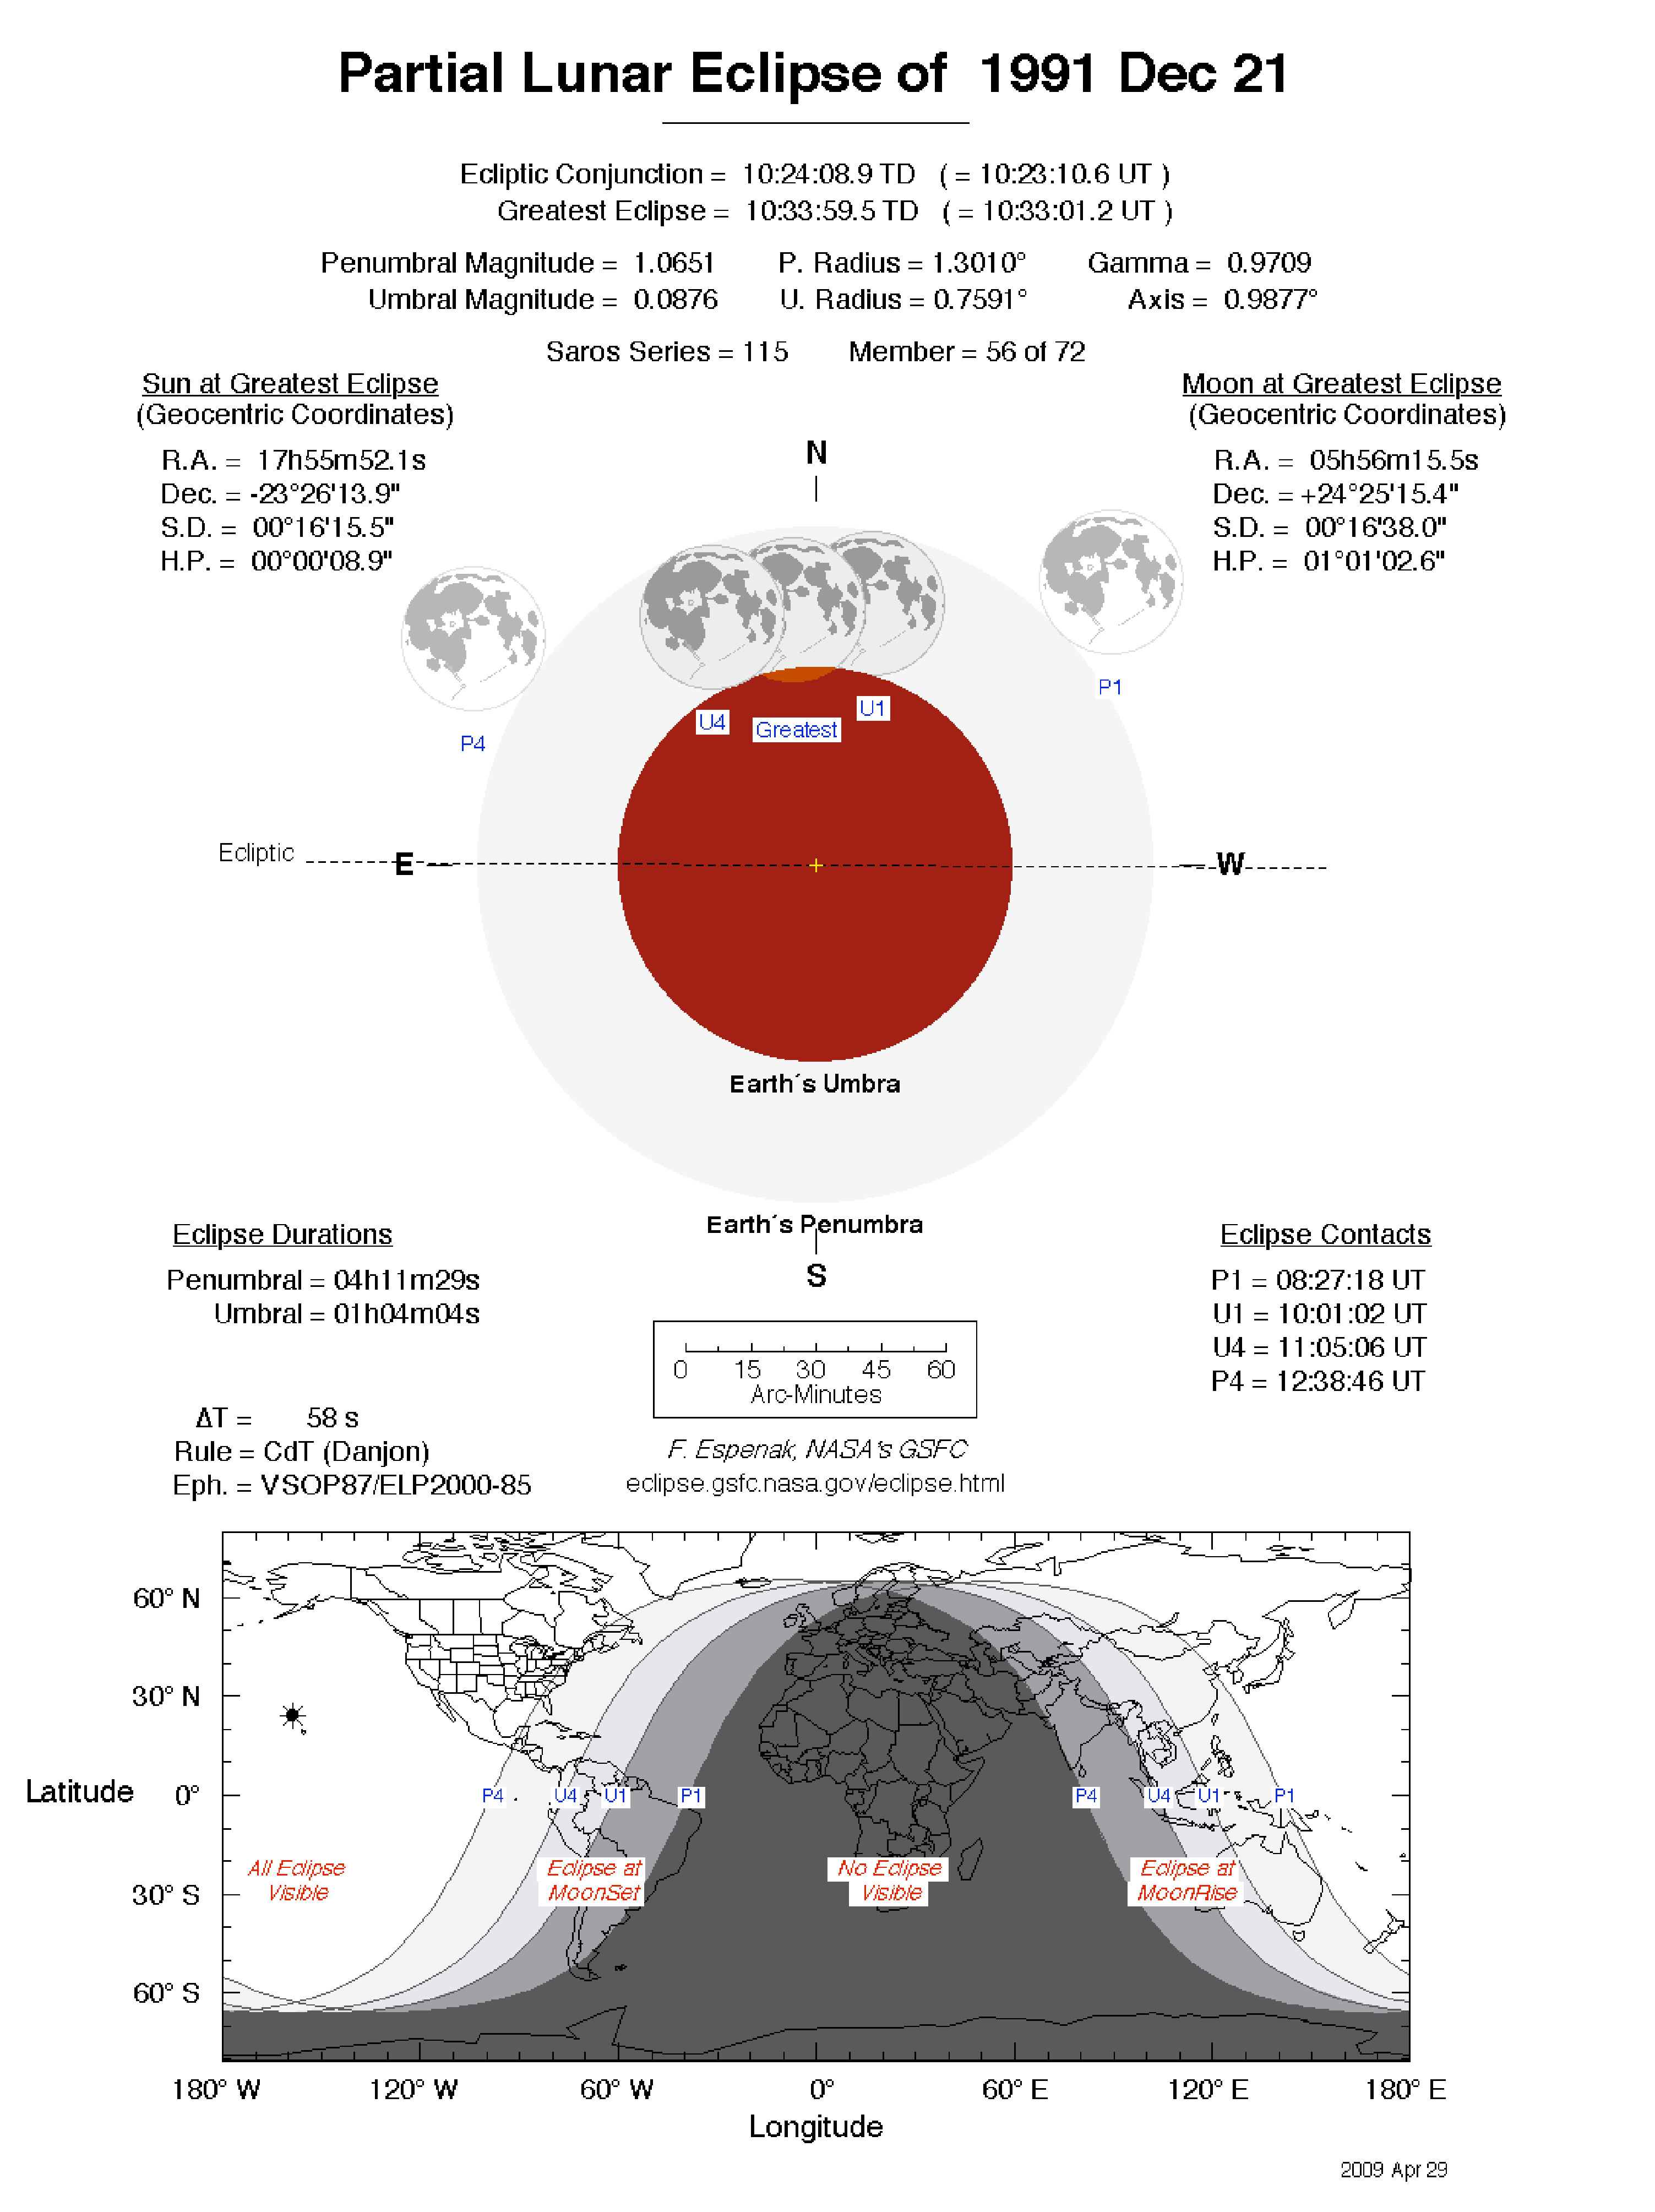 Partial Lunar Eclipse of 1991 Dec 21
Ecliptic Conjunction = 10:24:08.9 TD ( = 10:23:10.6 UT )
Greatest Eclipse = 10:33:59.5 TD ( = 10:33:01.2 UT )
Penumbral Magnitude = 1.0651 P. Radius = 1.3010° Gamma = 0.9709
Umbral Magnitude = 0.0876 U. Radius = 0.7591° Axis = 0.9877°
Saros Series = 115 Member = 56 of 72
Sun at Greatest Eclipse
(Geocentric Coordinates)
R.A. = 17h55m52.1s
Dec. = -23°26'13.9"
S.D. = 00°16'15.5"
H.P. = 00°00'08.9"
Moon at Greatest Eclipse
(Geocentric Coordinates)
R.A. = 05h56m15.5s
Dec. = +24°25'15.4"
S.D. = 00°16'38.0"
H.P. = 01°01'02.6"
N
P1
U1
U4
Greatest
P4
Ecliptic
E
W
Earth´s Umbra
Earth´s Penumbra
S
Eclipse Durations
Penumbral = 04h11m29s
Umbral = 01h04m04s
Eclipse Contacts
P1 = 08:27:18 UT
U1 = 10:01:02 UT
U4 = 11:05:06 UT
P4 = 12:38:46 UT
0 15 30 45 60
Arc-Minutes
ΔT = 58 s
Rule = CdT (Danjon)
Eph. = VSOP87/ELP2000-85
F. Espenak, NASA's GSFC
eclipse.gsfc.nasa.gov/eclipse.html
60° N
30° N
Latitude 0°
30° S
60° S
P4 U4 U1 P1 P4 U4 U1 P1
All Eclipse
Visible
Eclipse at
MoonSet
No Eclipse
Visible
Eclipse at
MoonRise
180° W 120° W 60° W 0° 60° E 120° E 180° E
Longitude
2009 Apr 29